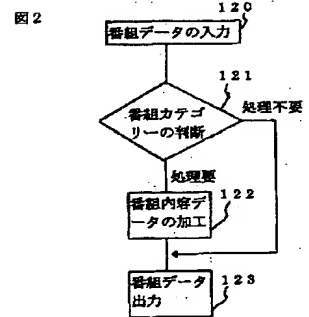 図2
120
番組データの入力
121
番組カテゴ
リーの判断
処理不要
処理要
番組内容デ
ータの加工
122
番組データ
出力
123